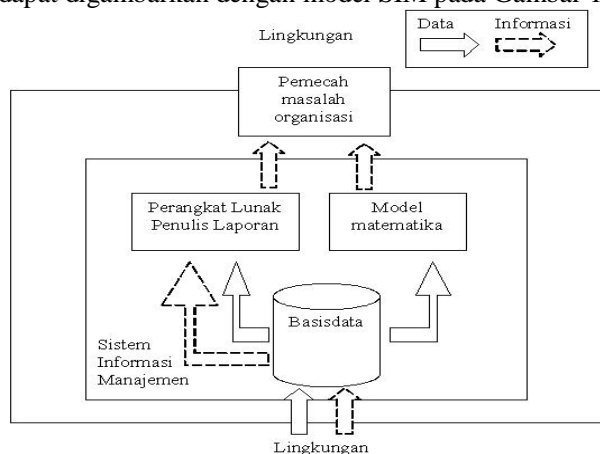 dapat digambarkan dengan model SIM pada Gambar 1
Lingkungan
Data
Informasi
Pemecah
masalah
organisasi
Perangkat Lunak
Penulis Laporan
Model
matematika
Basisdata
Sistem
Informasi
Manajemen
Lingkungan